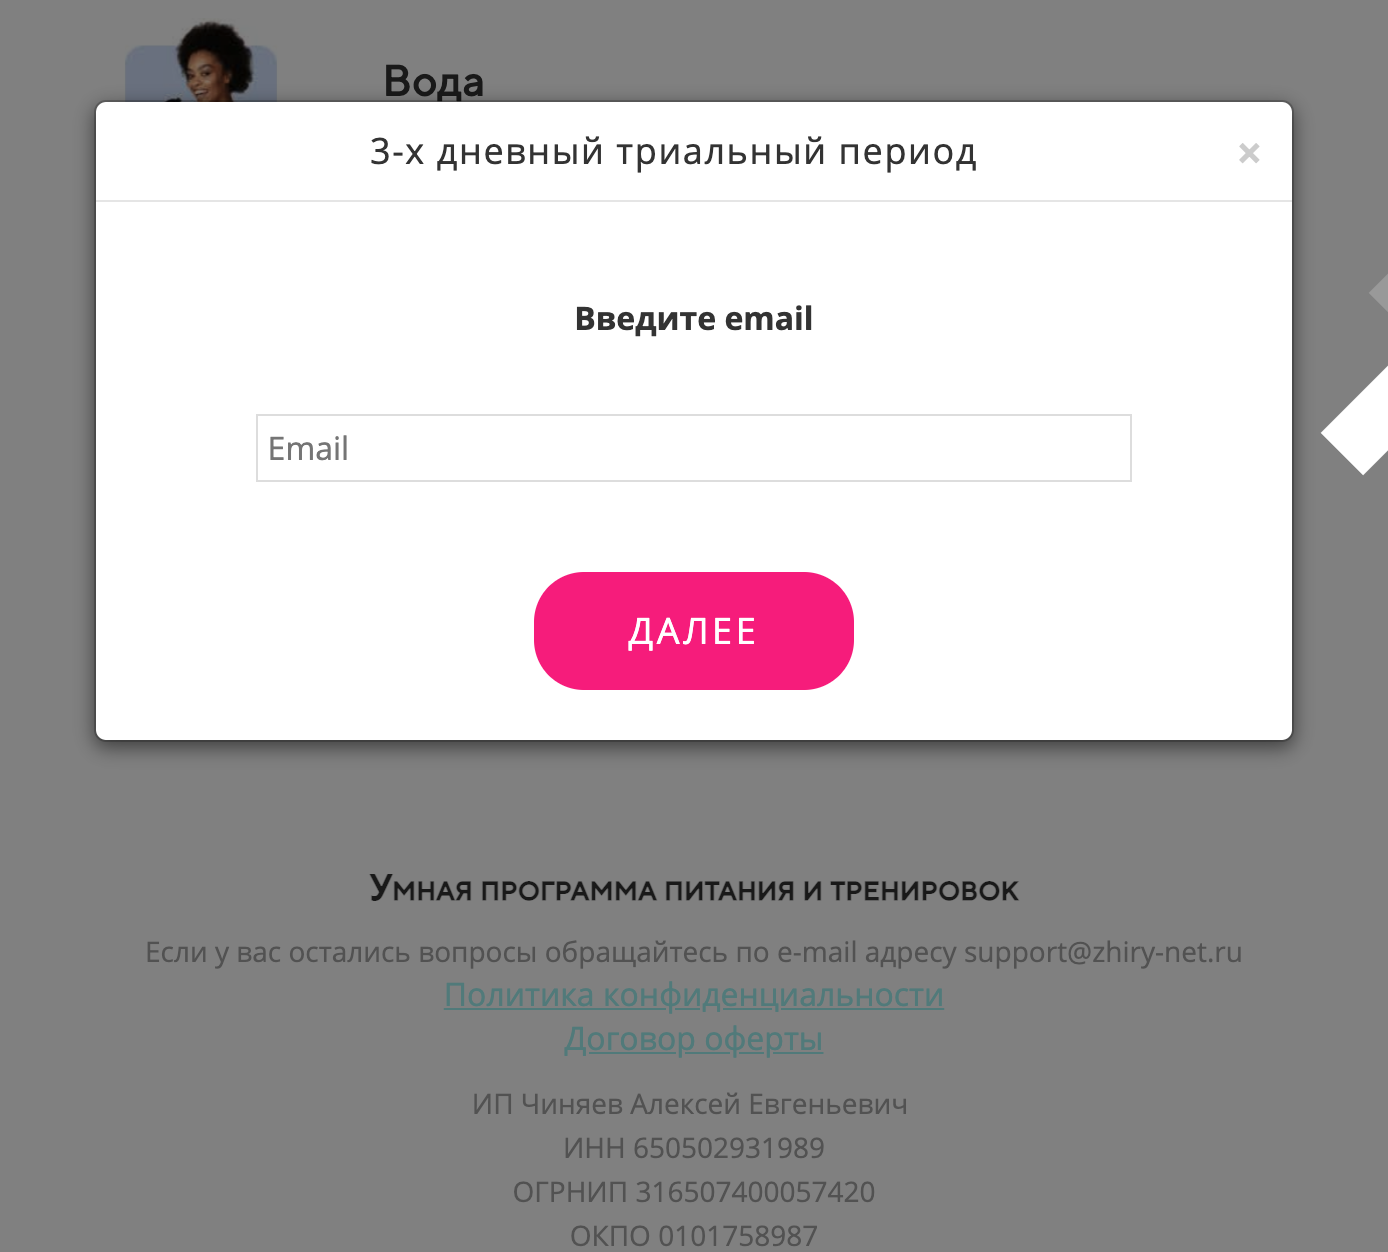 Вода
3-х дневный триальный период
×
Введите email
Email
ДАЛЕЕ
Умная программа питания и тренировок
Если у вас остались вопросы обращайтесь по e-mail адресу support@zhiry-net.ru
Политика конфиденциальности
Договор оферты
ИП Чиняев Алексей Евгеньевич
ИНН 650502931989
ОГРНИП 316507400057420
ОКПО 0101758987